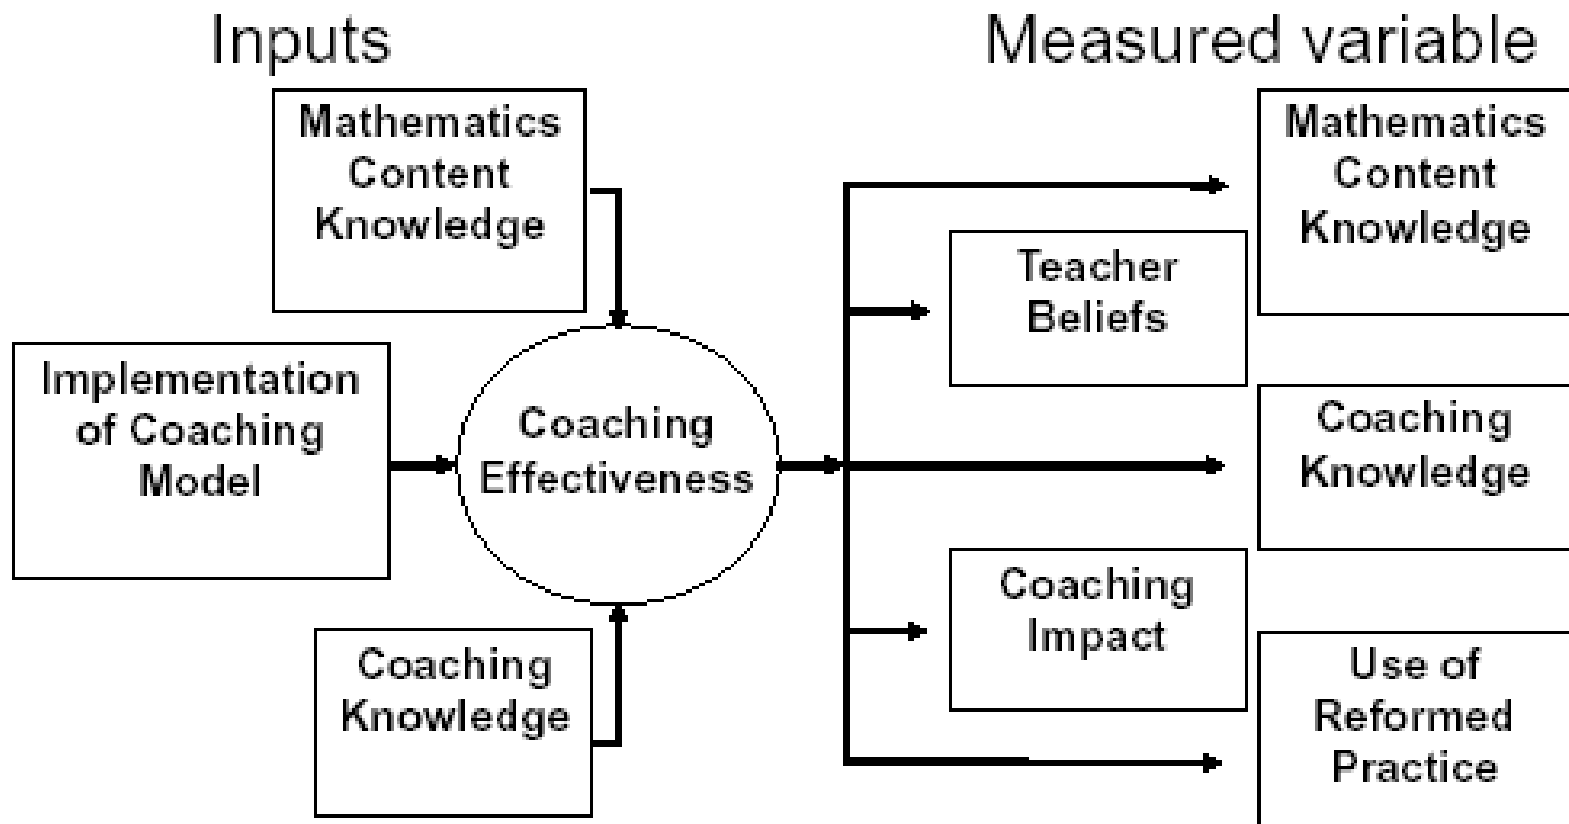 Inputs
Measured variable
Mathematics
Content
Knowledge
Implementation
of Coaching
Model
Coaching
Knowledge
Coaching
Effectiveness
Mathematics
Content
Knowledge
Teacher
Beliefs
Coaching
Knowledge
Coaching
Impact
Use of
Reformed
Practice